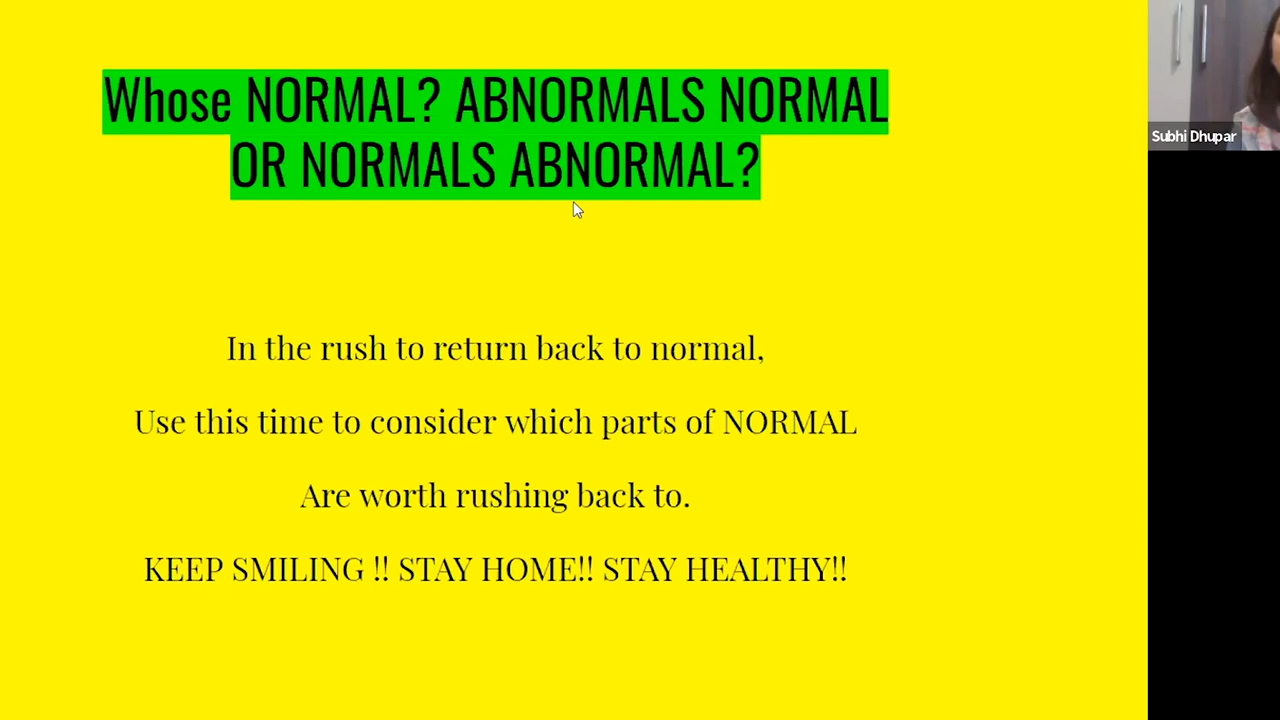 Whose NORMAL? ABNORMALS NORMAL
OR NORMALS ABNORMAL?
Subhi Dhupar
In the rush to return back to normal,
Use this time to consider which parts of NORMAL
Are worth rushing back to.
KEEP SMILING !! STAY HOME!! STAY HEALTHY!!